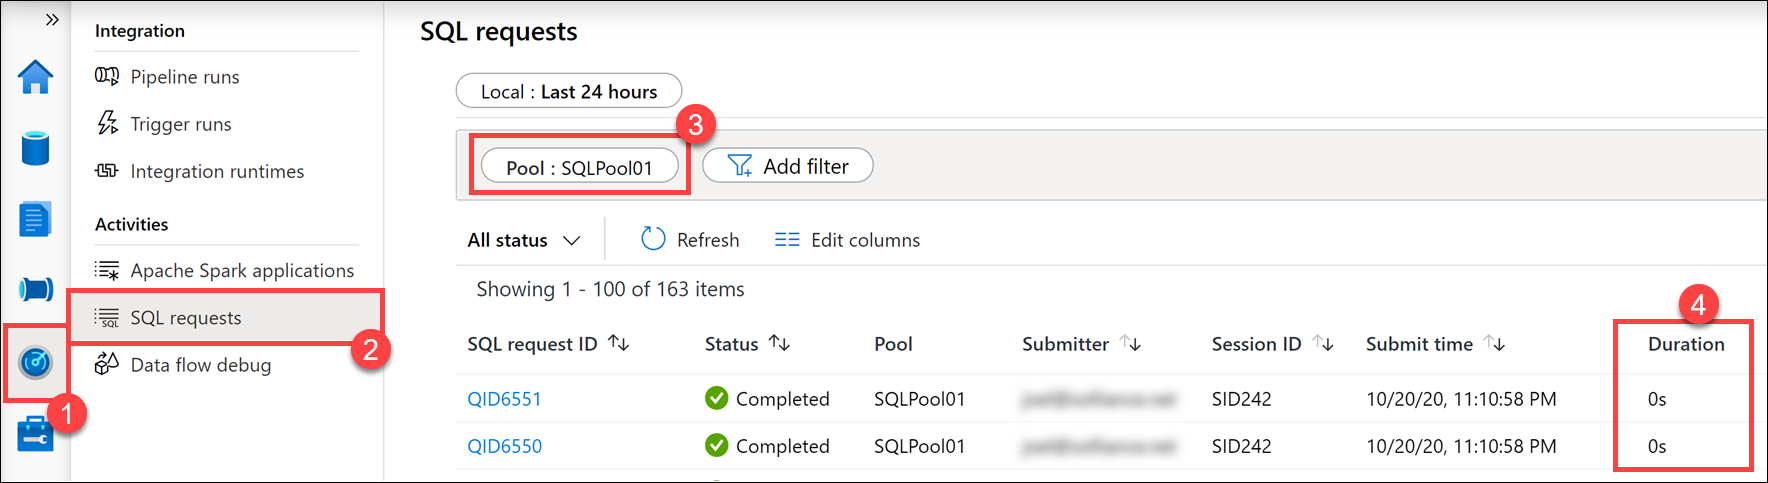 »
Integration
Pipeline runs
Trigger runs
Integration runtimes
Activities
Apache Spark applications
SQL SQL requests
2
Data flow debug
1
SQL requests
Local : Last 24 hours
3
Pool : SQLPool01 Add filter
All status Refresh Edit columns
Showing 1 - 100 of 163 items
4
SQL request ID Status Pool Submitter Session ID Submit time Duration
QID6551 Completed SQLPool01 SID242 10/20/20, 11:10:58 PM 0s
QID6550 Completed SQLPool01 SID242 10/20/20, 11:10:58 PM 0s